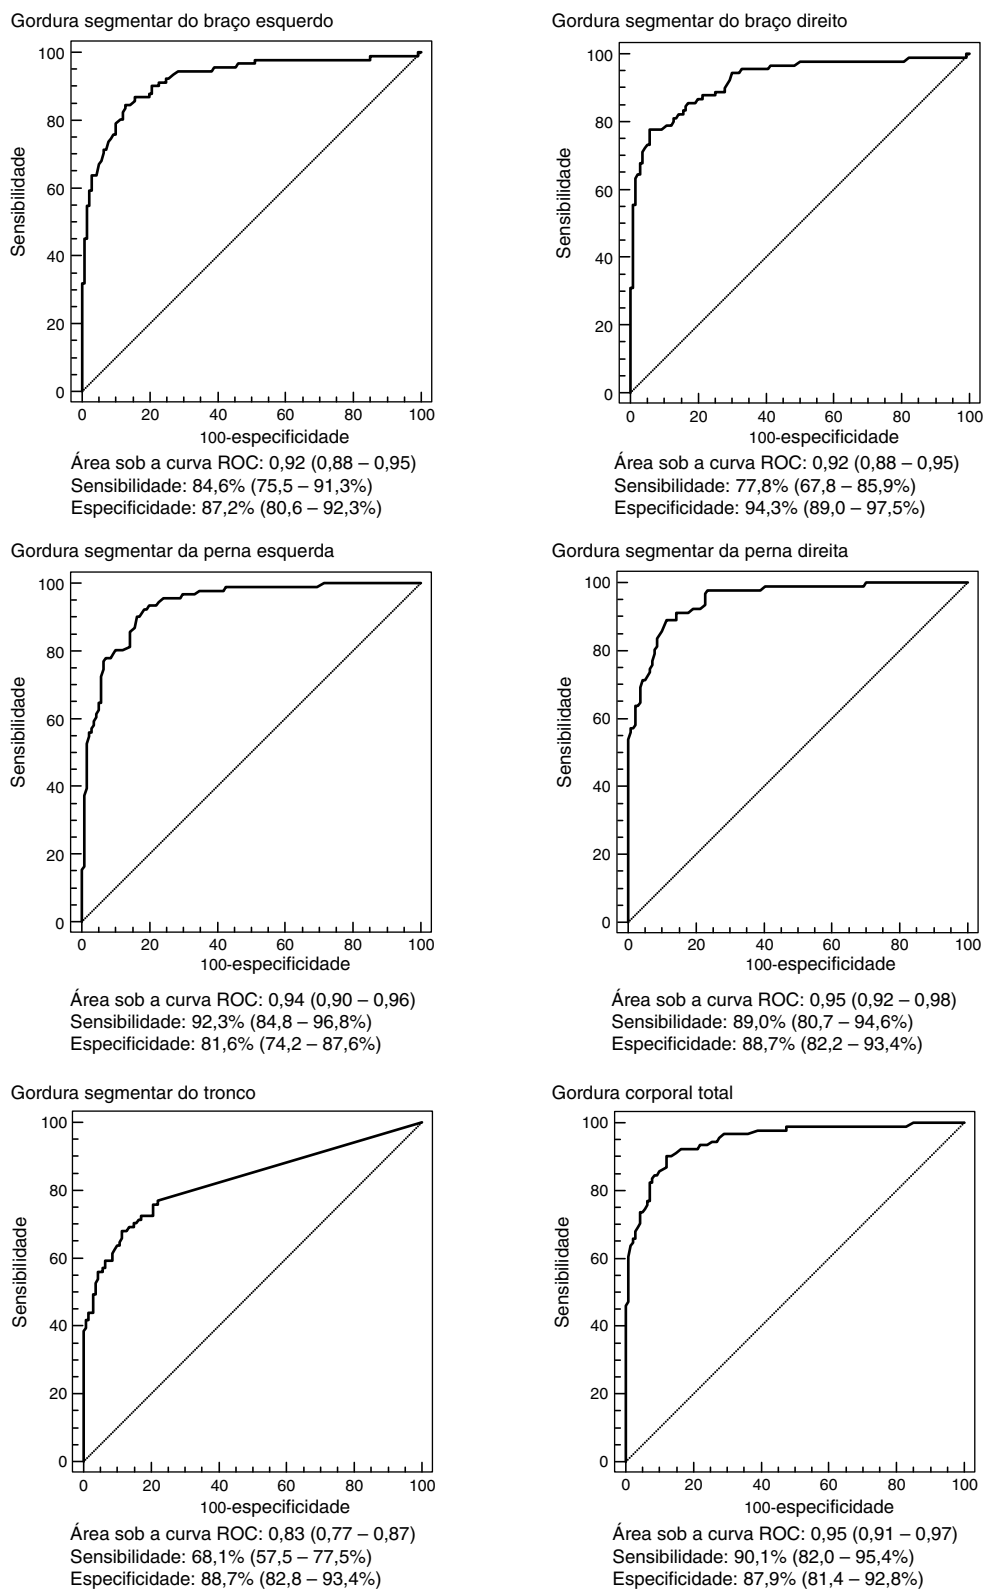 Gordura segmentar do braço esquerdo
Sensibilidade
100
80
60
40
20
0
0 20 40 60 80 100
100-especificidade
Área sob a curva ROC: 0,92 (0,88 – 0,95)
Sensibilidade: 84,6% (75,5 – 91,3%)
Especificidade: 87,2% (80,6 – 92,3%)
Gordura segmentar do braço direito
Sensibilidade
100
80
60
40
20
0
0 20 40 60 80 100
100-especificidade
Área sob a curva ROC: 0,92 (0,88 – 0,95)
Sensibilidade: 77,8% (67,8 – 85,9%)
Especificidade: 94,3% (89,0 – 97,5%)
Gordura segmentar da perna esquerda
Sensibilidade
100
80
60
40
20
0
0 20 40 60 80 100
100-especificidade
Área sob a curva ROC: 0,94 (0,90 – 0,96)
Sensibilidade: 92,3% (84,8 – 96,8%)
Especificidade: 81,6% (74,2 – 87,6%)
Gordura segmentar da perna direita
Sensibilidade
100
80
60
40
20
0
0 20 40 60 80 100
100-especificidade
Área sob a curva ROC: 0,95 (0,92 – 0,98)
Sensibilidade: 89,0% (80,7 – 94,6%)
Especificidade: 88,7% (82,2 – 93,4%)
Gordura segmentar do tronco
Sensibilidade
100
80
60
40
20
0
0 20 40 60 80 100
100-especificidade
Área sob a curva ROC: 0,83 (0,77 – 0,87)
Sensibilidade: 68,1% (57,5 – 77,5%)
Especificidade: 88,7% (82,8 – 93,4%)
Gordura corporal total
Sensibilidade
100
80
60
40
20
0
0 20 40 60 80 100
100-especificidade
Área sob a curva ROC: 0,95 (0,91 – 0,97)
Sensibilidade: 90,1% (82,0 – 95,4%)
Especificidade: 87,9% (81,4 – 92,8%)